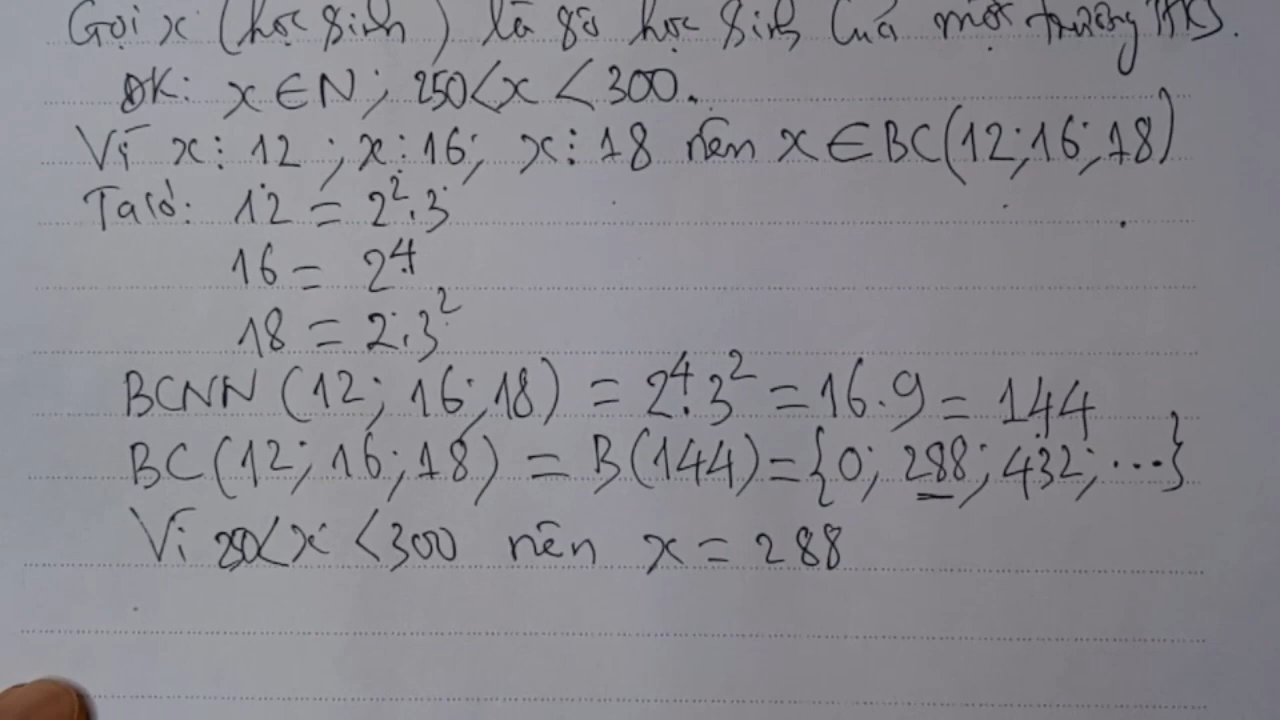 Gọi x (học sinh) là số học sinh của một trường THCS.
ĐK: x ∈ N; 250 < x < 300.
Vì x ⋮ 12 ; x ⋮ 16; x ⋮ 18 nên x ∈ BC(12;16;18)
Ta có: 12 = 2².3
16 = 2⁴
18 = 2.3²
BCNN (12; 16;18) = 2⁴.3² = 16.9 = 144
BC(12;16;18) = B(144) = {0; 288; 432; ...}
Vì 250 < x < 300 nên x = 288